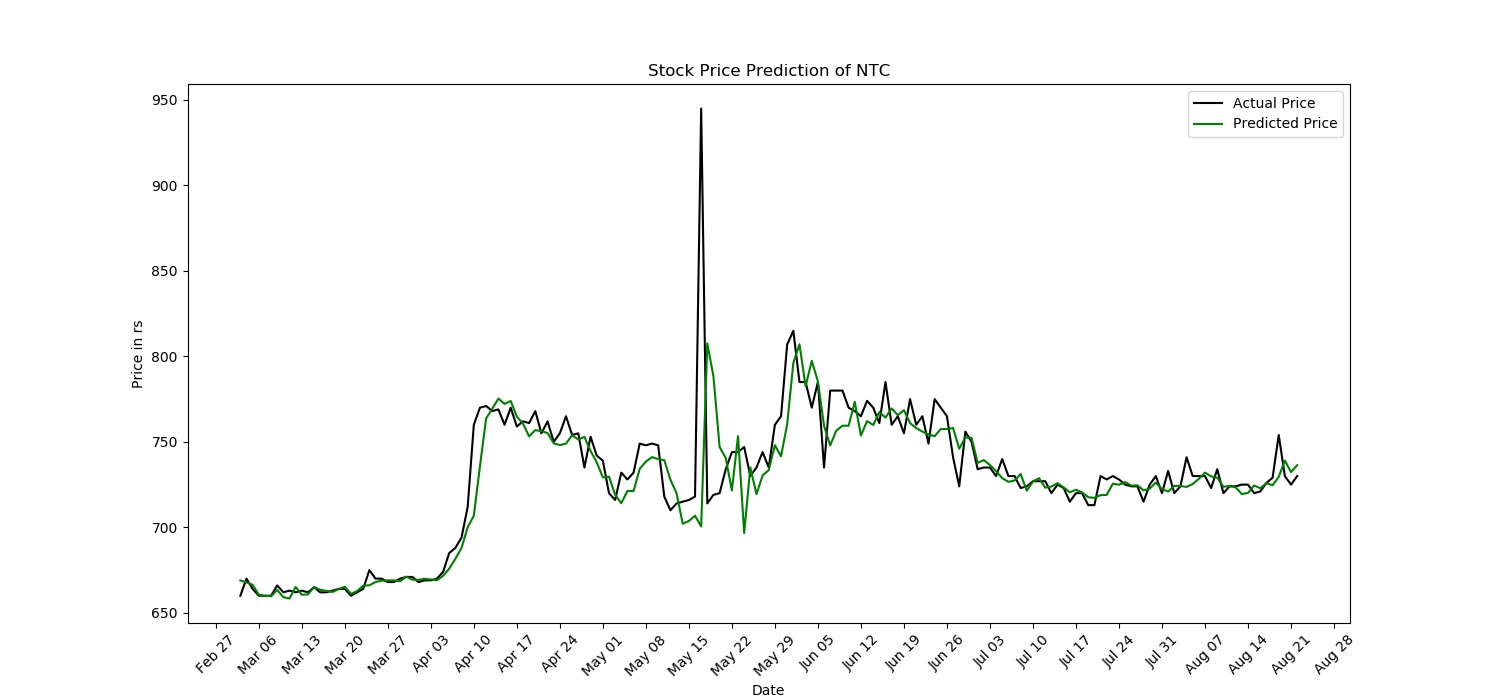 Stock Price Prediction of NTC
Actual Price
Predicted Price
950
900
850
800
750
700
650
Price in rs
Feb 27
Mar 06
Mar 13
Mar 20
Mar 27
Apr 03
Apr 10
Apr 17
Apr 24
May 01
May 08
May 15
May 22
May 29
Jun 05
Jun 12
Jun 19
Jun 26
Jul 03
Jul 10
Jul 17
Jul 24
Jul 31
Aug 07
Aug 14
Aug 21
Aug 28
Date